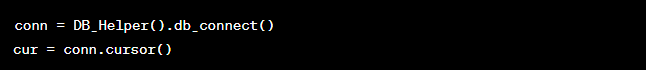 conn = DB_Helper().db_connect()
cur = conn.cursor()